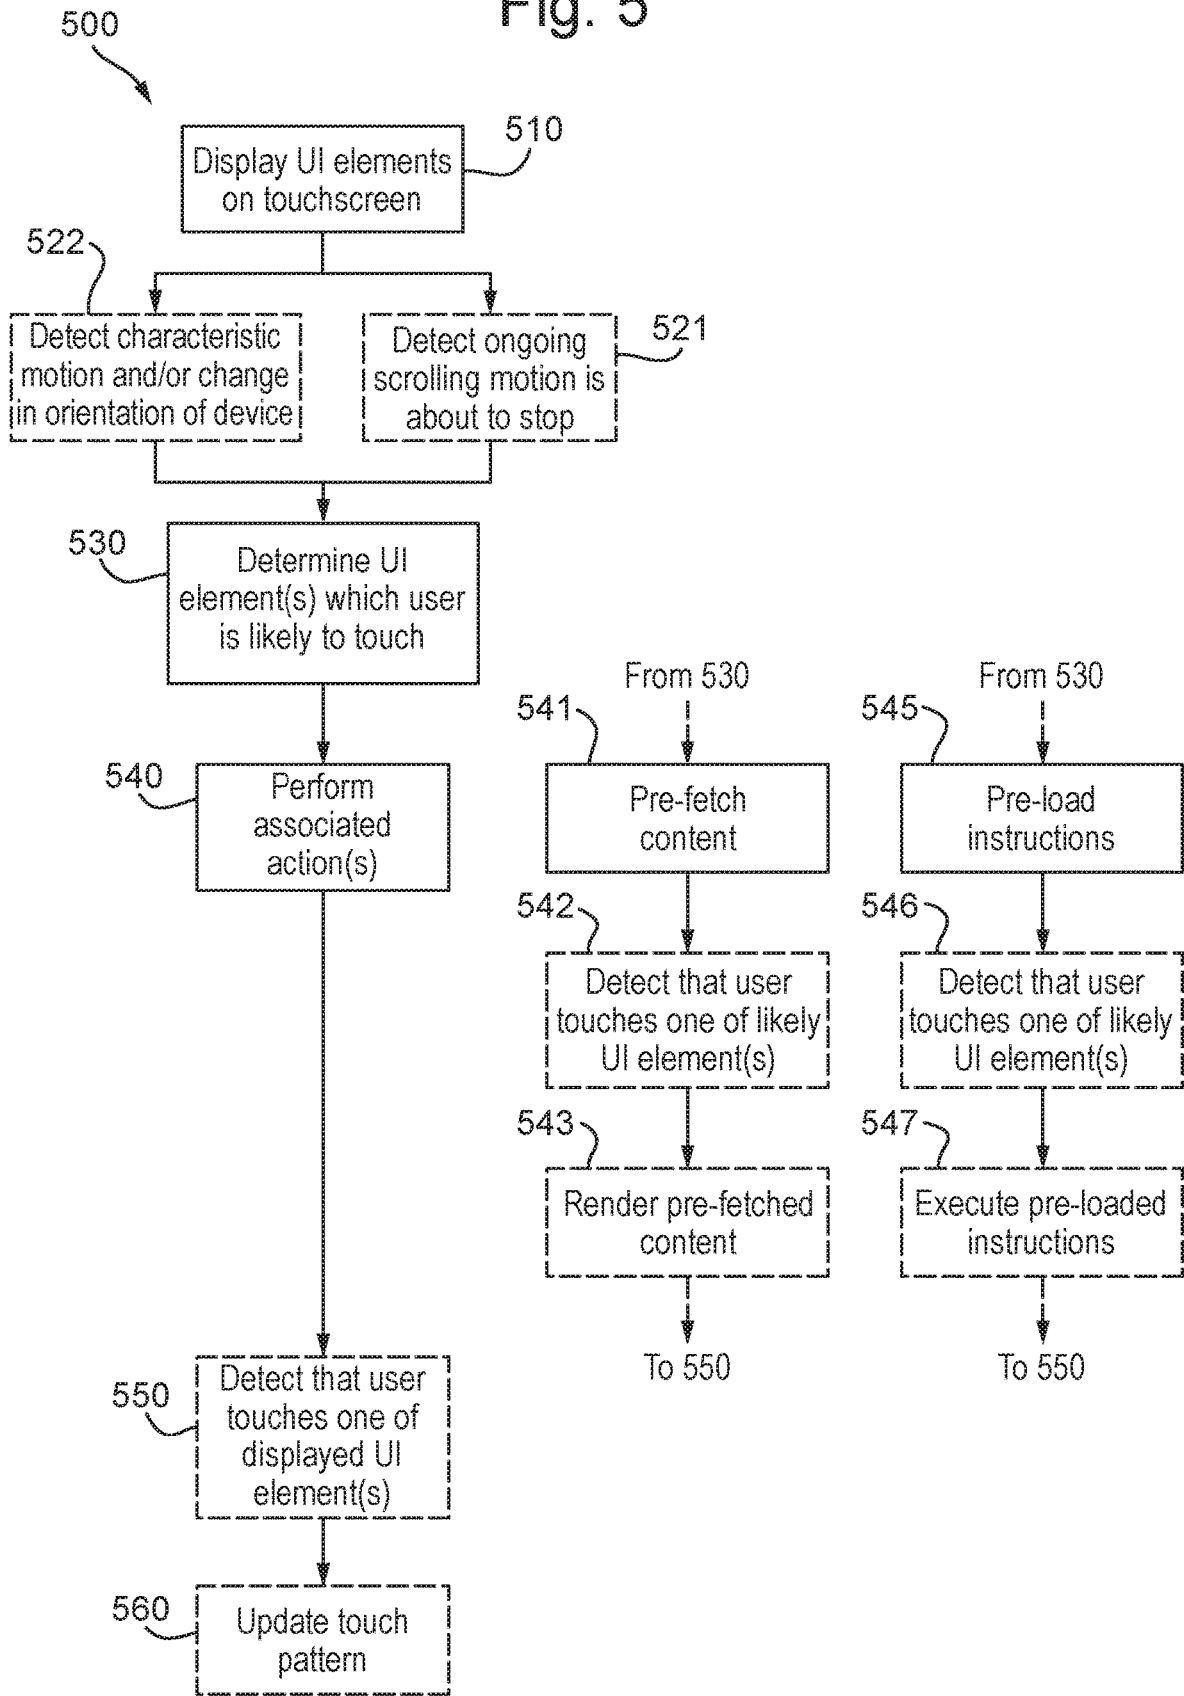 Fig. 5
500
510
Display UI elements
on touchscreen
522
Detect characteristic
motion and/or change
in orientation of device
521
Detect ongoing
scrolling motion is
about to stop
530
Determine UI
element(s) which user
is likely to touch
540
Perform
associated
action(s)
From 530
541
Pre-fetch
content
542
Detect that user
touches one of likely
UI element(s)
543
Render pre-fetched
content
To 550
From 530
545
Pre-load
instructions
546
Detect that user
touches one of likely
UI element(s)
547
Execute pre-loaded
instructions
To 550
550
Detect that user
touches one of
displayed UI
element(s)
560
Update touch
pattern